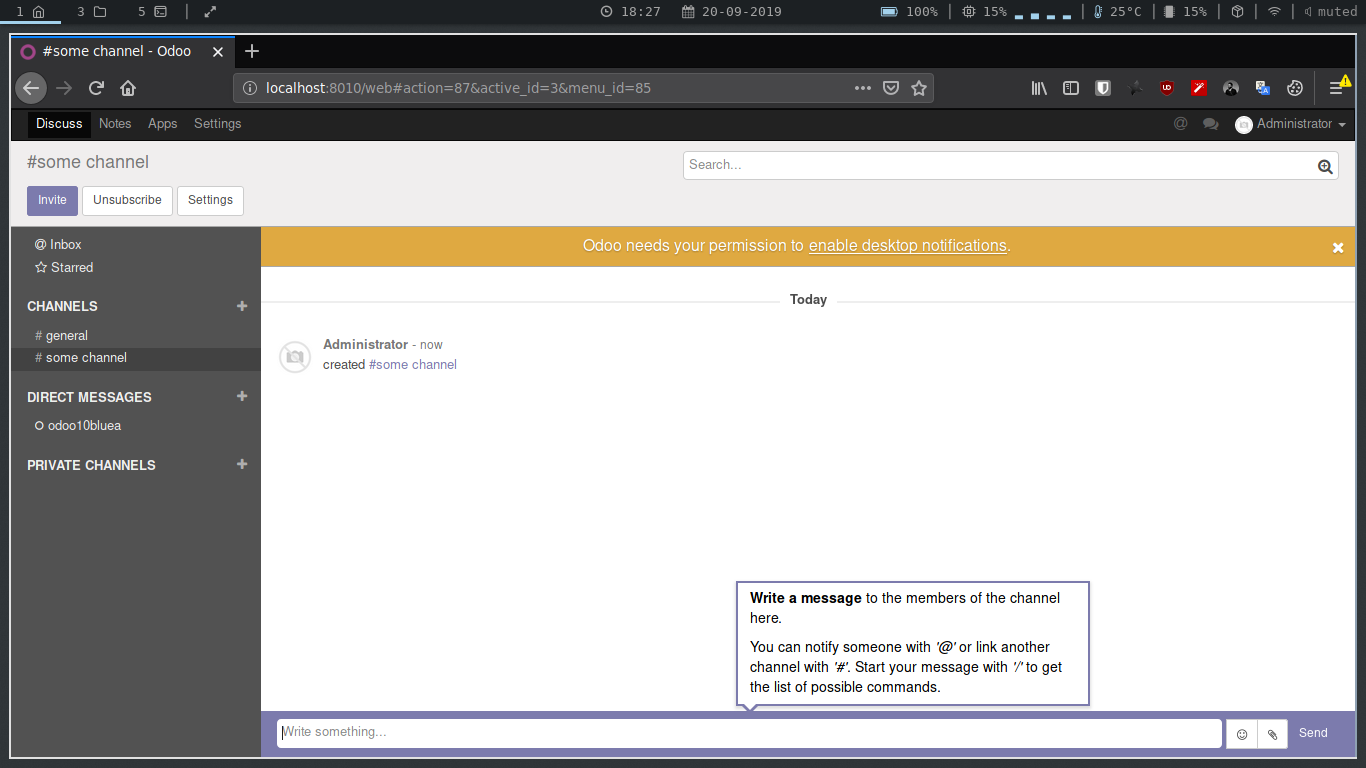 1 3 5 18:27 20-09-2019 100% 15% 25°C 15% muted
#some channel - Odoo
localhost:8010/web#action=87&active_id=3&menu_id=85
Discuss Notes Apps Settings @ Administrator
#some channel
Search...
Invite Unsubscribe Settings
@ Inbox
Odoo needs your permission to enable desktop notifications.
Starred
CHANNELS
# general
# some channel
DIRECT MESSAGES
odoo10bluea
PRIVATE CHANNELS
Today
Administrator - now
created #some channel
Write a message to the members of the channel
here.
You can notify someone with '@' or link another
channel with '#'. Start your message with '/' to get
the list of possible commands.
Write something...
Send